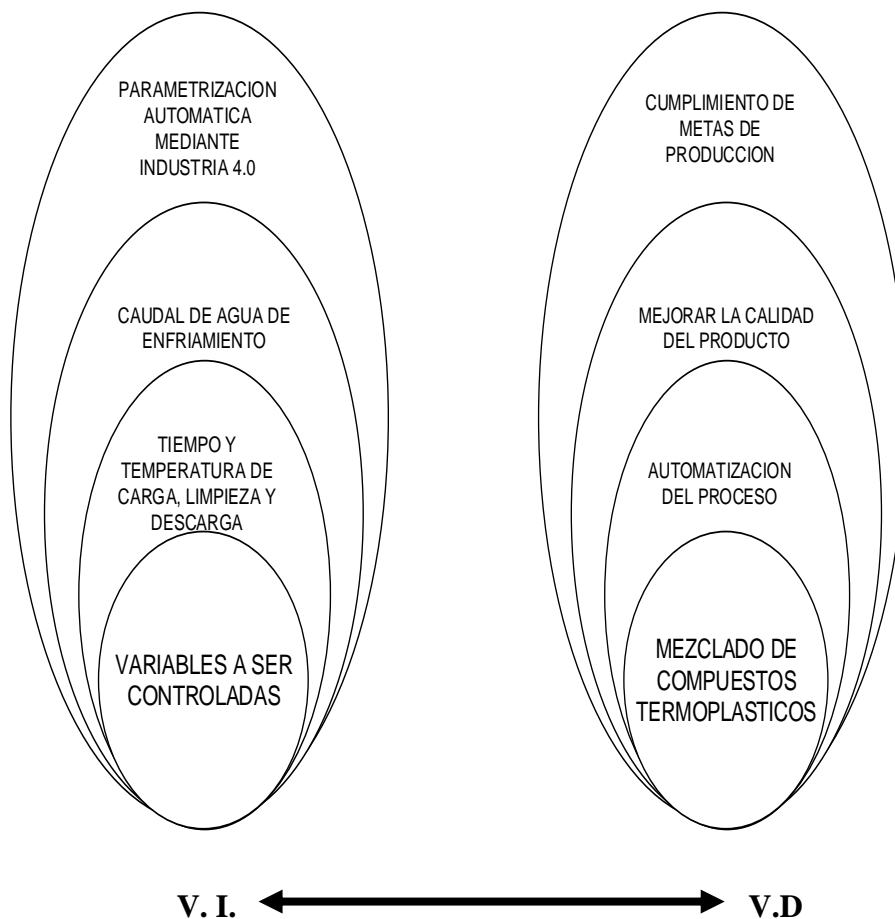 PARAMETRIZACION
AUTOMATICA
MEDIANTE
INDUSTRIA 4.0
CAUDAL DE AGUA DE
ENFRIAMIENTO
TIEMPO Y
TEMPERATURA DE
CARGA, LIMPIEZA Y
DESCARGA
VARIABLES A SER
CONTROLADAS
CUMPLIMIENTO DE
METAS DE
PRODUCCION
MEJORAR LA CALIDAD
DEL PRODUCTO
AUTOMATIZACION
DEL PROCESO
MEZCLADO DE
COMPUESTOS
TERMOPLASTICOS
V. I.
V.D